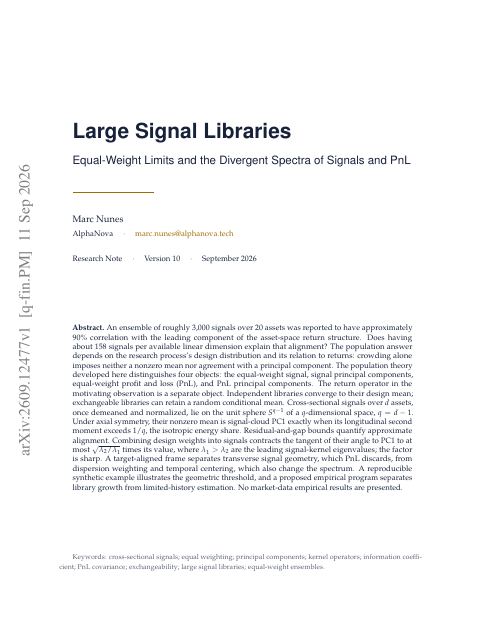 Large Signal Libraries
Equal-Weight Limits and the Divergent Spectra of Signals and PnL
Marc Nunes
AlphaNova · marc.nunes@alphanova.tech
Research Note · Version 10 · September 2026
Abstract. An ensemble of roughly 3,000 signals over 20 assets was reported to have approximately
90% correlation with the leading component of the asset-space return structure. Does having
about 158 signals per available linear dimension explain that alignment? The population answer
depends on the research process's design distribution and its relation to returns: crowding alone
imposes neither a nonzero mean nor agreement with a principal component. The population theory
developed here distinguishes four objects: the equal-weight signal, signal principal components,
equal-weight profit and loss (PnL), and PnL principal components. The return operator in the
motivating observation is a separate object. Independent libraries converge to their design mean;
exchangeable libraries can retain a random conditional mean. Cross-sectional signals over d assets,
once demeaned and normalized, lie on the unit sphere S^{q−1} of a q-dimensional space, q = d − 1.
Under axial symmetry, their nonzero mean is signal-cloud PC1 exactly when its longitudinal second
moment exceeds 1/q, the isotropic energy share. Residual-and-gap bounds quantify approximate
alignment. Combining design weights into signals contracts the tangent of their angle to PC1 to at
most √λ2/λ1 times its value, where λ1 > λ2 are the leading signal-kernel eigenvalues; the factor
is sharp. A target-aligned frame separates transverse signal geometry, which PnL discards, from
dispersion weighting and temporal centering, which also change the spectrum. A reproducible
synthetic example illustrates the geometric threshold, and a proposed empirical program separates
library growth from limited-history estimation. No market-data empirical results are presented.
Keywords: cross-sectional signals; equal weighting; principal components; kernel operators; information coeffi-
cient; PnL covariance; exchangeability; large signal libraries; equal-weight ensembles.
arXiv:2609.12477v1 [q-fin.PM] 11 Sep 2026